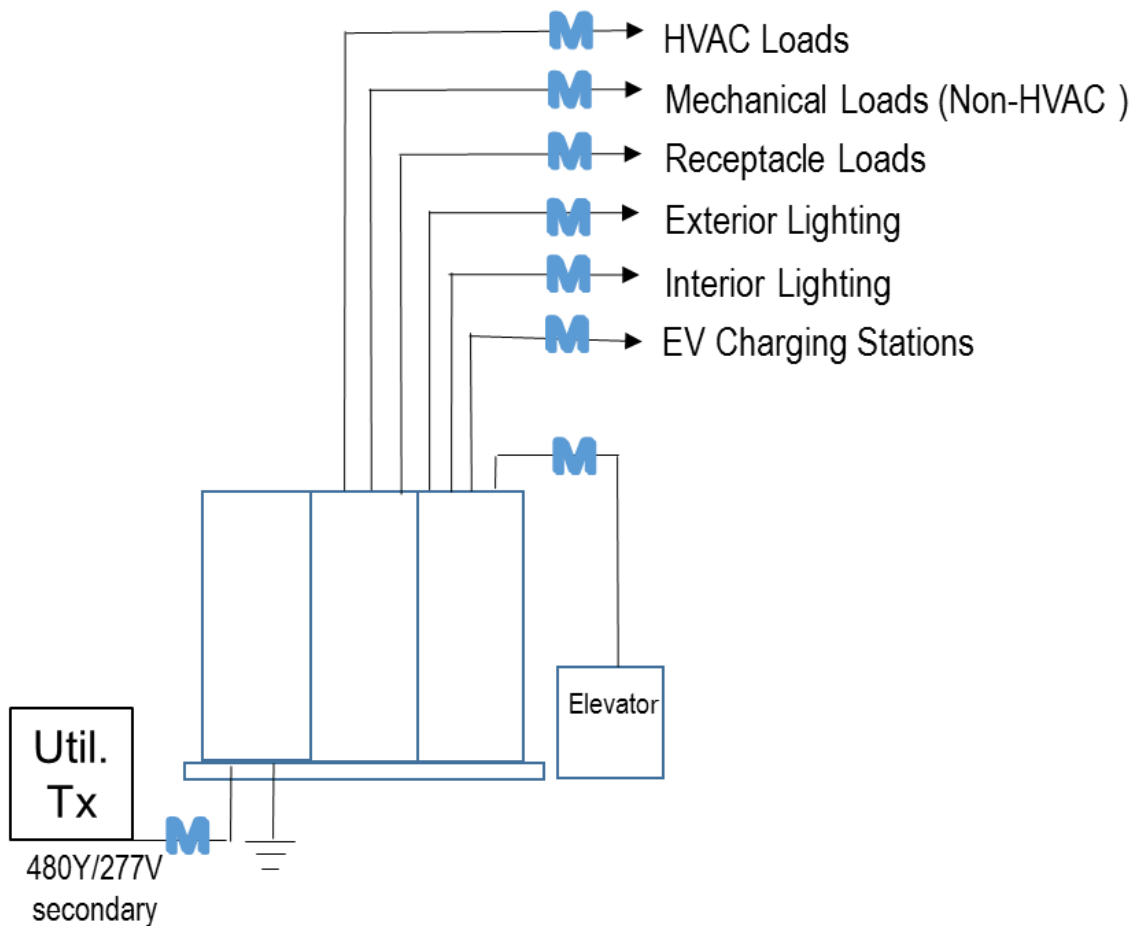 M HVAC Loads
M Mechanical Loads (Non-HVAC )
M Receptacle Loads
M Exterior Lighting
M Interior Lighting
M EV Charging Stations
M
Elevator
Util.
Tx
M
480Y/277V
secondary